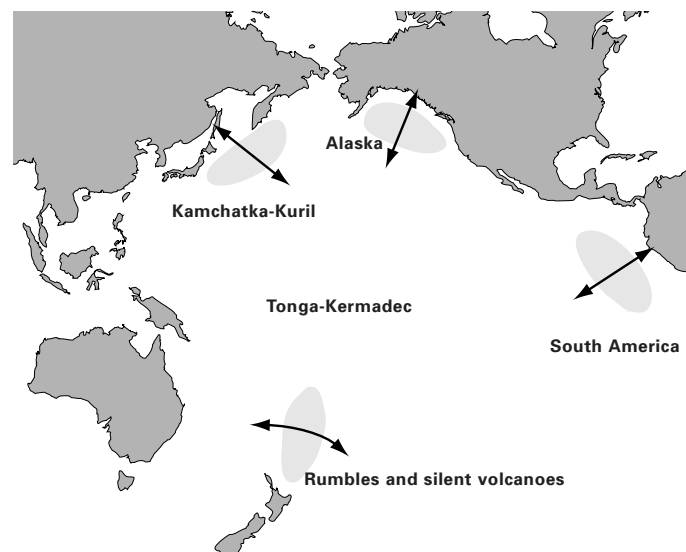 Alaska
Kamchatka-Kuril
Tonga-Kermadec
South America
Rumbles and silent volcanoes